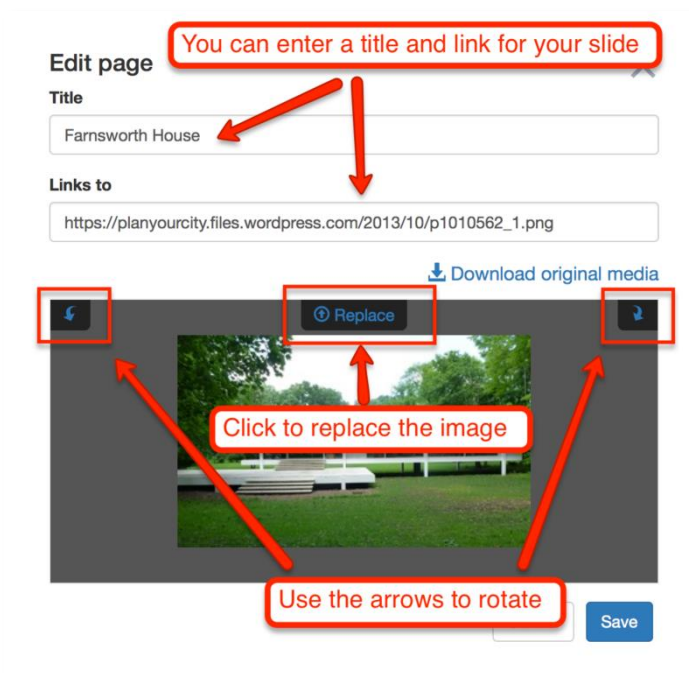 You can enter a title and link for your slide
Edit page
Title
Farnsworth House
Links to
https://planyourcity.files.wordpress.com/2013/10/p1010562_1.png
Download original media
Replace
Click to replace the image
Use the arrows to rotate
Save